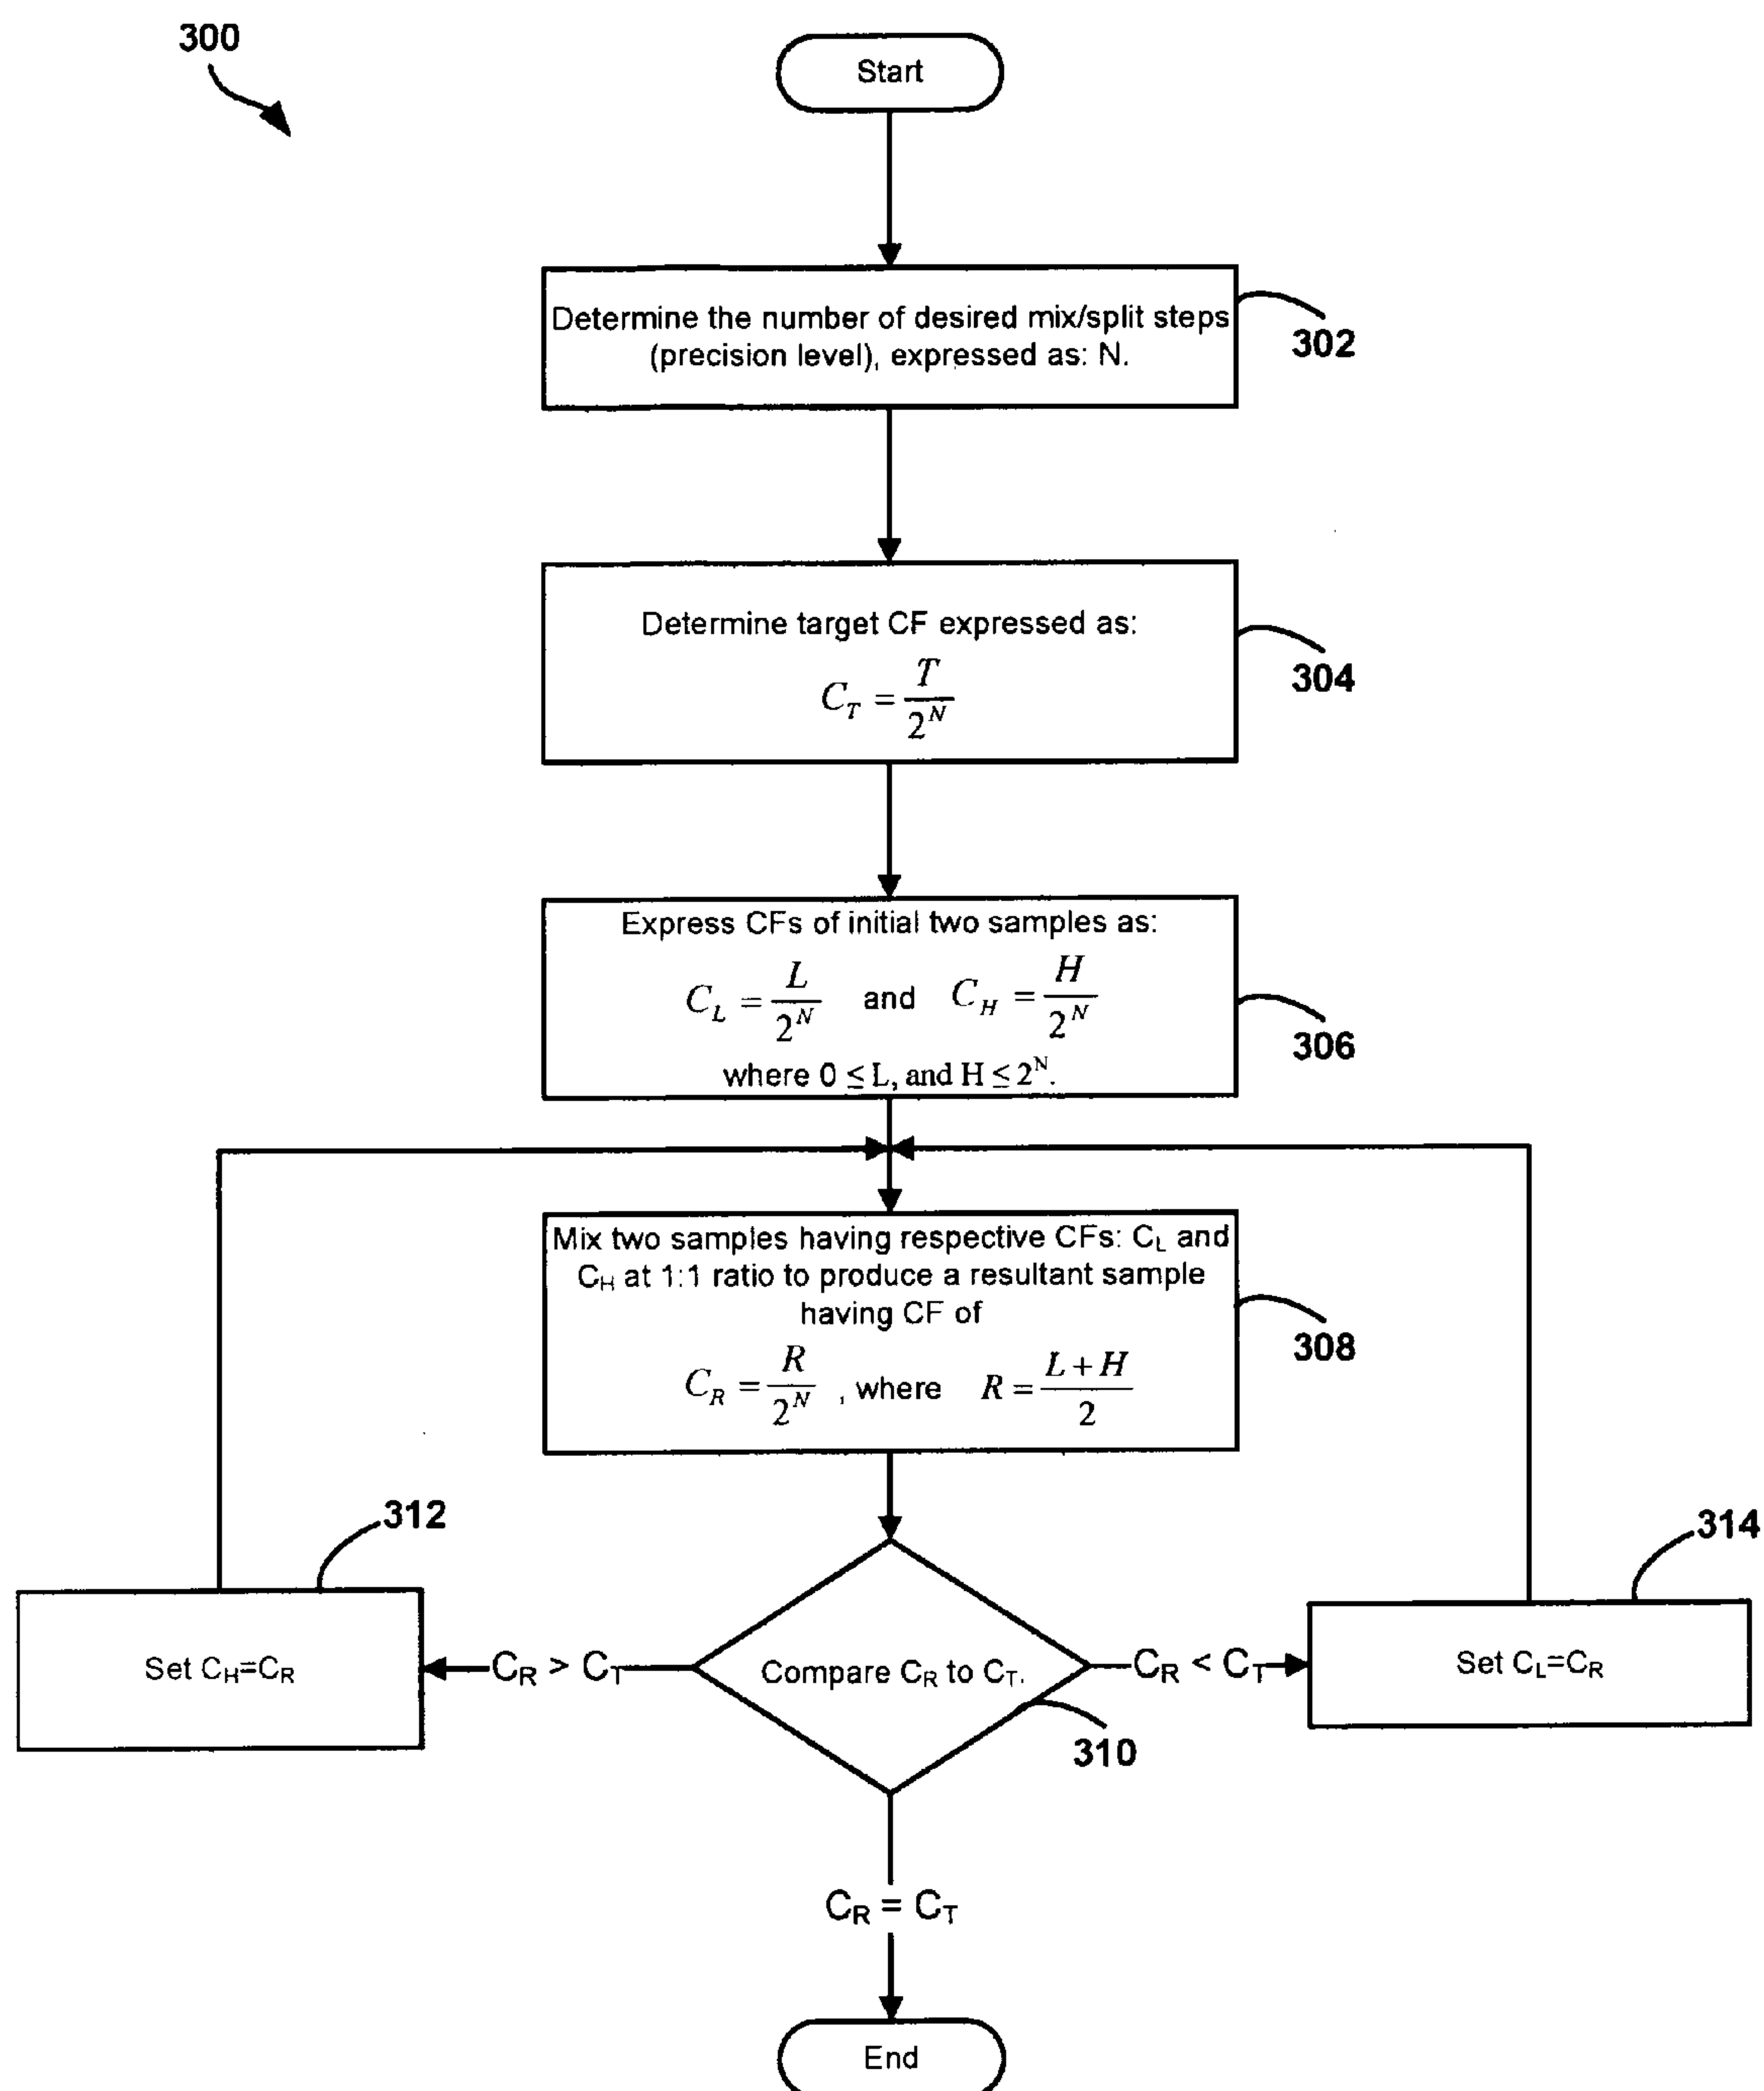 300
Start
Determine the number of desired mix/split steps
(precision level), expressed as: N.
302
Determine target CF expressed as:
C_T = T / 2^N
304
Express CFs of initial two samples as:
C_L = L / 2^N and C_H = H / 2^N
where 0 ≤ L, and H ≤ 2^N.
306
Mix two samples having respective CFs: C_L and
C_H at 1:1 ratio to produce a resultant sample
having CF of
C_R = R / 2^N , where R = (L + H) / 2
308
312
314
Set C_H=C_R
C_R > C_T
Compare C_R to C_T.
C_R < C_T
Set C_L=C_R
310
C_R = C_T
End